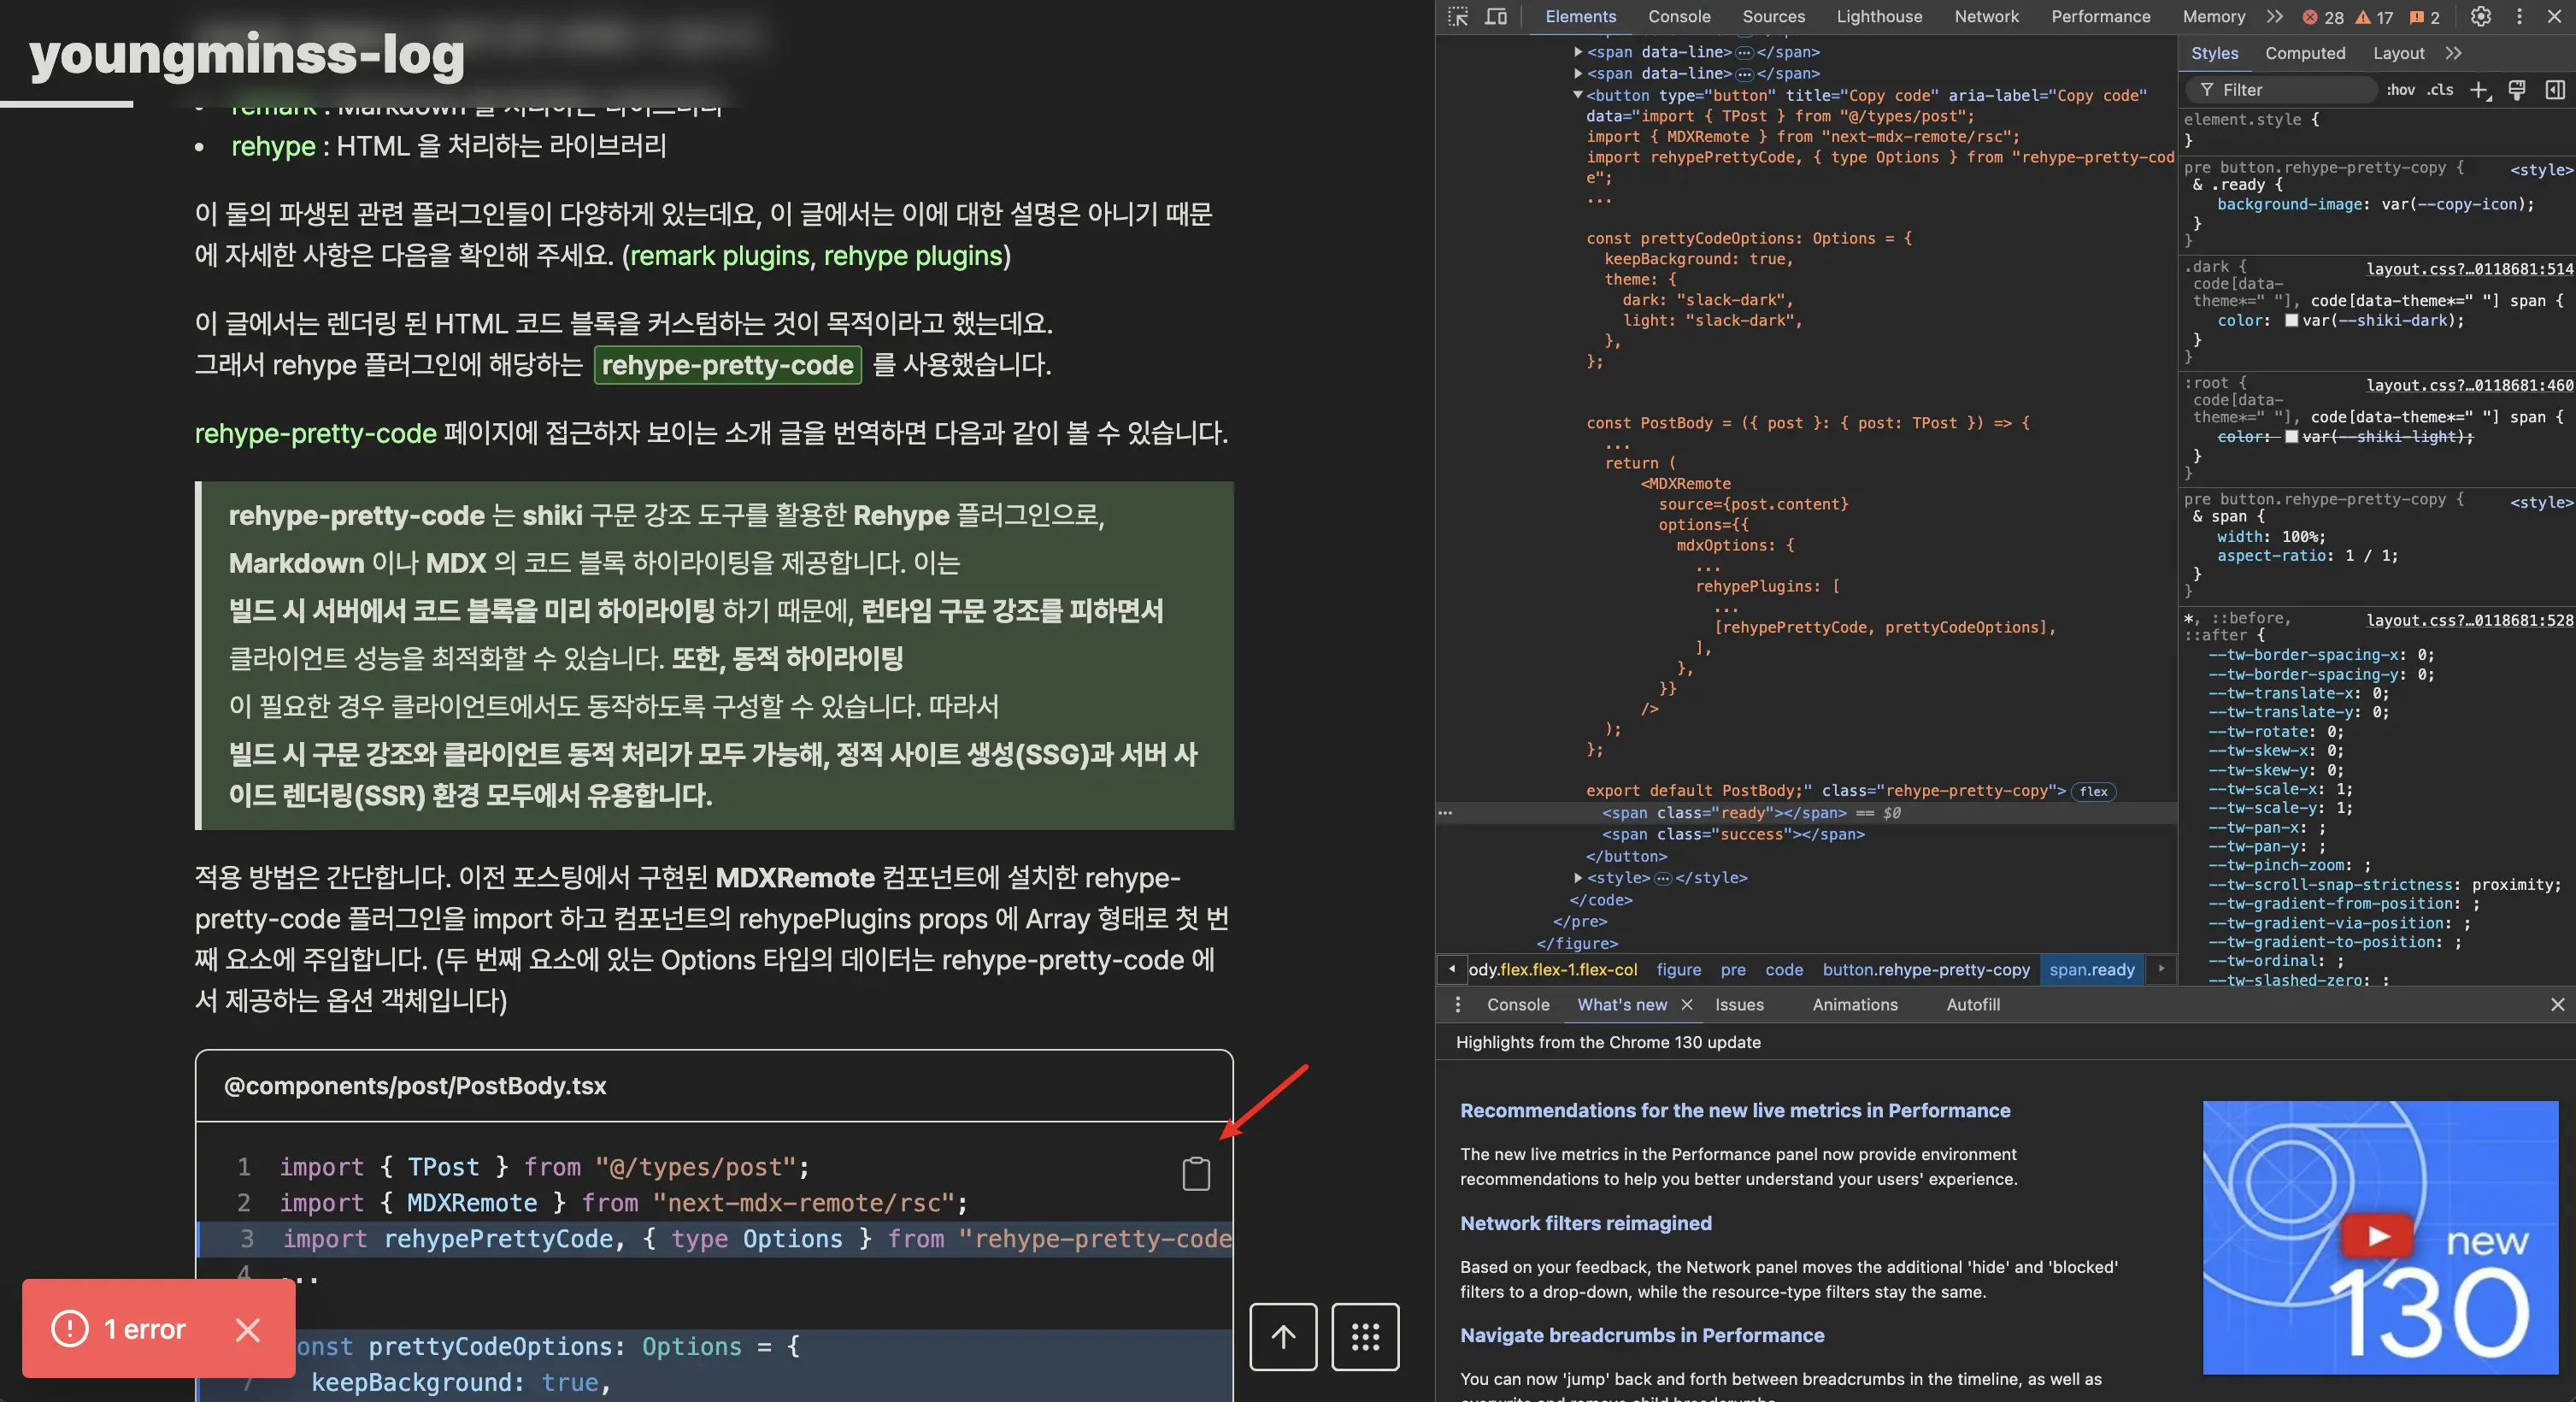 youngminss-log
remark : Markdown 을 처리하는 라이브러리
rehype : HTML 을 처리하는 라이브러리
이 둘의 파생된 관련 플러그인들이 다양하게 있는데요, 이 글에서는 이에 대한 설명은 아니기 때문
에 자세한 사항은 다음을 확인해 주세요. (remark plugins, rehype plugins)
이 글에서는 렌더링 된 HTML 코드 블록을 커스텀하는 것이 목적이라고 했는데요.
그래서 rehype 플러그인에 해당하는 rehype-pretty-code 를 사용했습니다.
rehype-pretty-code 페이지에 접근하자 보이는 소개 글을 번역하면 다음과 같이 볼 수 있습니다.
rehype-pretty-code 는 shiki 구문 강조 도구를 활용한 Rehype 플러그인으로,
Markdown 이나 MDX 의 코드 블록 하이라이팅을 제공합니다. 이는
빌드 시 서버에서 코드 블록을 미리 하이라이팅 하기 때문에, 런타임 구문 강조를 피하면서
클라이언트 성능을 최적화할 수 있습니다. 또한, 동적 하이라이팅
이 필요한 경우 클라이언트에서도 동작하도록 구성할 수 있습니다. 따라서
빌드 시 구문 강조와 클라이언트 동적 처리가 모두 가능해, 정적 사이트 생성(SSG)과 서버 사
이드 렌더링(SSR) 환경 모두에서 유용합니다.
적용 방법은 간단합니다. 이전 포스팅에서 구현된 MDXRemote 컴포넌트에 설치한 rehype-
pretty-code 플러그인을 import 하고 컴포넌트의 rehypePlugins props 에 Array 형태로 첫 번
째 요소에 주입합니다. (두 번째 요소에 있는 Options 타입의 데이터는 rehype-pretty-code 에
서 제공하는 옵션 객체입니다)
@components/post/PostBody.tsx
1 import { TPost } from "@/types/post";
2 import { MDXRemote } from "next-mdx-remote/rsc";
3 import rehypePrettyCode, { type Options } from "rehype-pretty-code
4 ...
onst prettyCodeOptions: Options = {
7 keepBackground: true,
1 error
Elements Console Sources Lighthouse Network Performance Memory 28 17 2
<span data-line>…</span>
<span data-line>…</span>
<button type="button" title="Copy code" aria-label="Copy code"
data="import { TPost } from "@/types/post";
import { MDXRemote } from "next-mdx-remote/rsc";
import rehypePrettyCode, { type Options } from "rehype-pretty-cod
e";
...
const prettyCodeOptions: Options = {
keepBackground: true,
theme: {
dark: "slack-dark",
light: "slack-dark",
},
};
const PostBody = ({ post }: { post: TPost }) => {
...
return (
<MDXRemote
source={post.content}
options={{
mdxOptions: {
...
rehypePlugins: [
...
[rehypePrettyCode, prettyCodeOptions],
],
},
}}
/>
);
};
export default PostBody;" class="rehype-pretty-copy"> flex
<span class="ready"></span> == $0
<span class="success"></span>
</button>
<style>…</style>
</code>
</pre>
</figure>
ody.flex.flex-1.flex-col figure pre code button.rehype-pretty-copy span.ready
Styles Computed Layout
Filter :hov .cls
element.style {
}
pre button.rehype-pretty-copy { <style>
& .ready {
background-image: var(--copy-icon);
}
}
.dark { layout.css?…0118681:514
code[data-
theme*=" "], code[data-theme*=" "] span {
color: var(--shiki-dark);
}
}
:root { layout.css?…0118681:460
code[data-
theme*=" "], code[data-theme*=" "] span {
color: var(--shiki-light);
}
}
pre button.rehype-pretty-copy { <style>
& span {
width: 100%;
aspect-ratio: 1 / 1;
}
}
*, ::before, layout.css?…0118681:528
::after {
--tw-border-spacing-x: 0;
--tw-border-spacing-y: 0;
--tw-translate-x: 0;
--tw-translate-y: 0;
--tw-rotate: 0;
--tw-skew-x: 0;
--tw-skew-y: 0;
--tw-scale-x: 1;
--tw-scale-y: 1;
--tw-pan-x: ;
--tw-pan-y: ;
--tw-pinch-zoom: ;
--tw-scroll-snap-strictness: proximity;
--tw-gradient-from-position: ;
--tw-gradient-via-position: ;
--tw-gradient-to-position: ;
--tw-ordinal: ;
--tw-slashed-zero: ;
Console What's new Issues Animations Autofill
Highlights from the Chrome 130 update
Recommendations for the new live metrics in Performance
The new live metrics in the Performance panel now provide environment
recommendations to help you better understand your users' experience.
Network filters reimagined
Based on your feedback, the Network panel moves the additional 'hide' and 'blocked'
filters to a drop-down, while the resource-type filters stay the same.
Navigate breadcrumbs in Performance
You can now 'jump' back and forth between breadcrumbs in the timeline, as well as
new
130